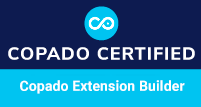 COPADO CERTIFIED
Copado Extension Builder